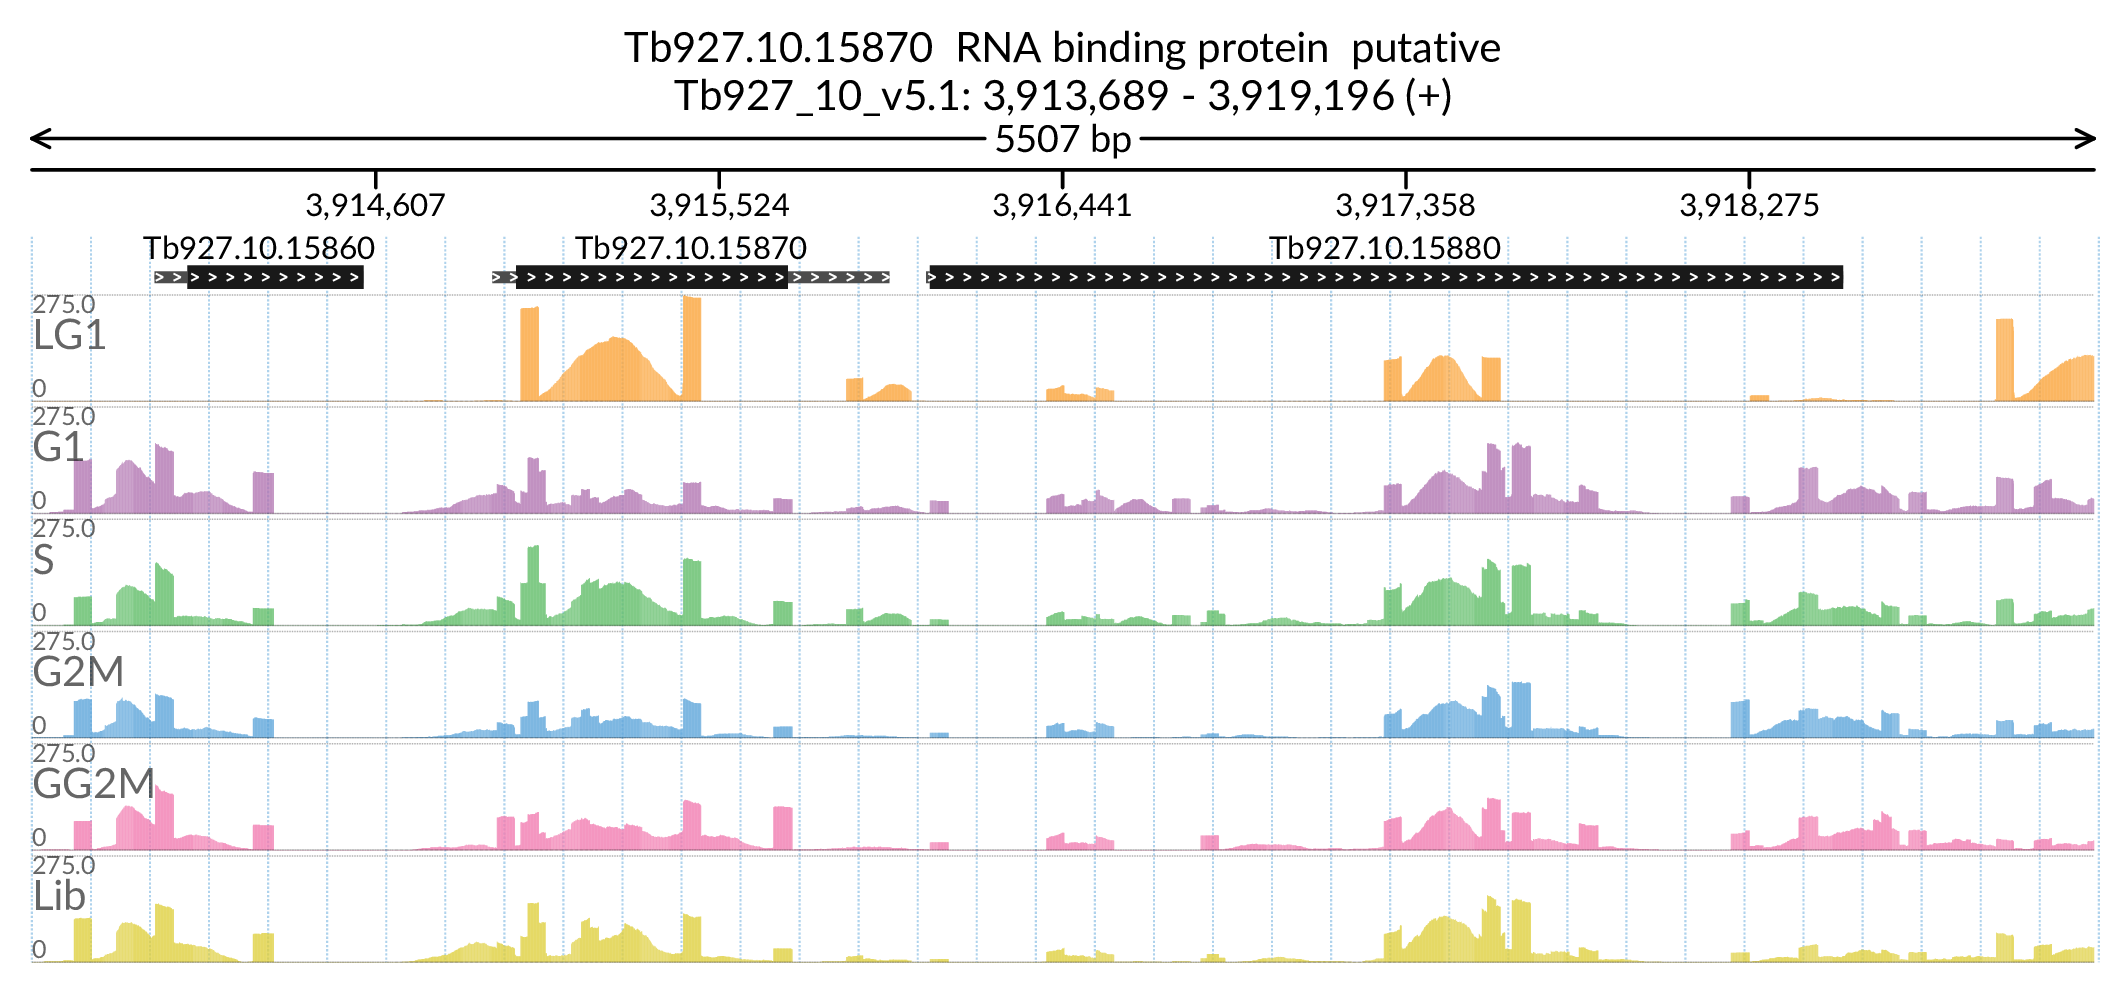 Tb927.10.15870  RNA binding protein  putative
Tb927_10_v5.1: 3,913,689 - 3,919,196 (+)
5507 bp
3,914,607 3,915,524 3,916,441 3,917,358 3,918,275
Tb927.10.15860 Tb927.10.15870 Tb927.10.15880
275.0
LG1
0
275.0
G1
0
275.0
S
0
275.0
G2M
0
275.0
GG2M
0
275.0
Lib
0